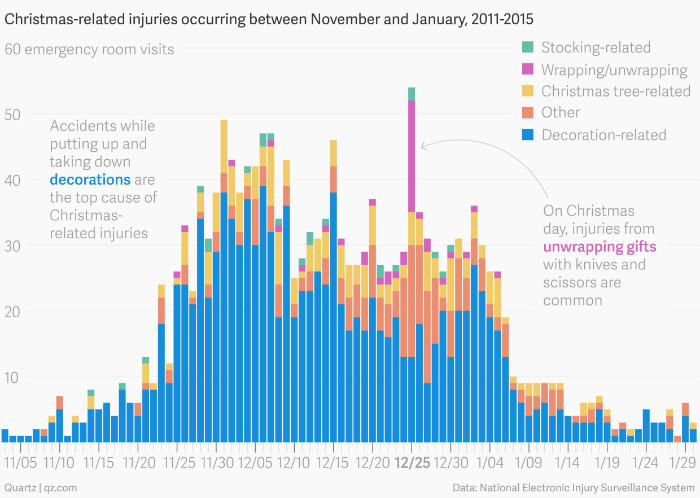 Christmas-related injuries occurring between November and January, 2011-2015
60 emergency room visits
Stocking-related
Wrapping/unwrapping
Christmas tree-related
Other
Decoration-related
50
Accidents while
putting up and
taking down
decorations are
the top cause of
Christmas-
related injuries
40
On Christmas
day, injuries from
unwrapping gifts
with knives and
scissors are
common
30
20
10
11/05 11/10 11/15 11/20 11/25 11/30 12/05 12/10 12/15 12/20 12/25 12/30 1/04 1/09 1/14 1/19 1/24 1/29
Quartz | qz.com
Data: National Electronic Injury Surveillance System